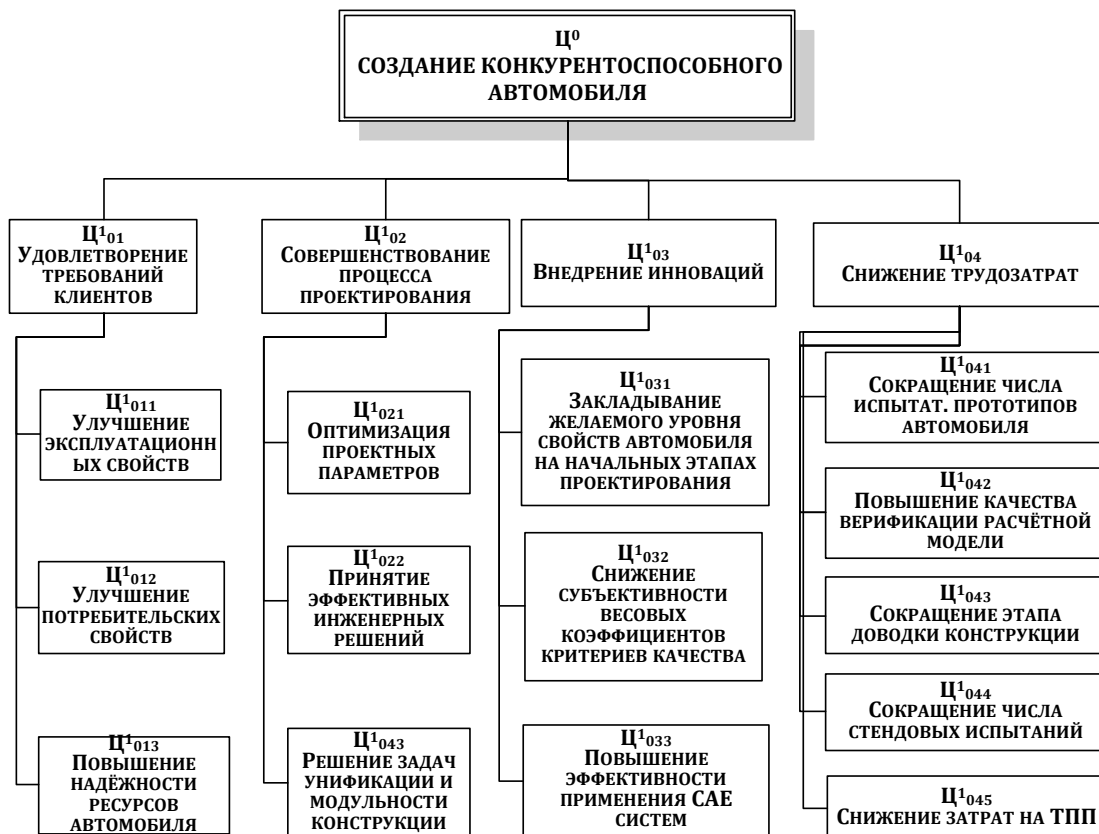 Ц⁰
СОЗДАНИЕ КОНКУРЕНТОСПОСОБНОГО
АВТОМОБИЛЯ
Ц¹₀₁
УДОВЛЕТВОРЕНИЕ
ТРЕБОВАНИЙ
КЛИЕНТОВ
Ц¹₀₂
СОВЕРШЕНСТВОВАНИЕ
ПРОЦЕССА
ПРОЕКТИРОВАНИЯ
Ц¹₀₃
ВНЕДРЕНИЕ ИННОВАЦИЙ
Ц¹₀₄
СНИЖЕНИЕ ТРУДОЗАТРАТ
Ц¹₀₁₁
УЛУЧШЕНИЕ
ЭКСПЛУАТАЦИОНН
ЫХ СВОЙСТВ
Ц¹₀₁₂
УЛУЧШЕНИЕ
ПОТРЕБИТЕЛЬСКИХ
СВОЙСТВ
Ц¹₀₁₃
ПОВЫШЕНИЕ
НАДЁЖНОСТИ
РЕСУРСОВ
АВТОМОБИЛЯ
Ц¹₀₂₁
ОПТИМИЗАЦИЯ
ПРОЕКТНЫХ
ПАРАМЕТРОВ
Ц¹₀₂₂
ПРИНЯТИЕ
ЭФФЕКТИВНЫХ
ИНЖЕНЕРНЫХ
РЕШЕНИЙ
Ц¹₀₄₃
РЕШЕНИЕ ЗАДАЧ
УНИФИКАЦИИ И
МОДУЛЬНОСТИ
КОНСТРУКЦИИ
Ц¹₀₃₁
ЗАКЛАДЫВАНИЕ
ЖЕЛАЕМОГО УРОВНЯ
СВОЙСТВ АВТОМОБИЛЯ
НА НАЧАЛЬНЫХ ЭТАПАХ
ПРОЕКТИРОВАНИЯ
Ц¹₀₃₂
СНИЖЕНИЕ
СУБЪЕКТИВНОСТИ
ВЕСОВЫХ
КОЭФФИЦИЕНТОВ
КРИТЕРИЕВ КАЧЕСТВА
Ц¹₀₃₃
ПОВЫШЕНИЕ
ЭФФЕКТИВНОСТИ
ПРИМЕНЕНИЯ САЕ
СИСТЕМ
Ц¹₀₄₁
СОКРАЩЕНИЕ ЧИСЛА
ИСПЫТАТ. ПРОТОТИПОВ
АВТОМОБИЛЯ
Ц¹₀₄₂
ПОВЫШЕНИЕ КАЧЕСТВА
ВЕРИФИКАЦИИ РАСЧЁТНОЙ
МОДЕЛИ
Ц¹₀₄₃
СОКРАЩЕНИЕ ЭТАПА
ДОВОДКИ КОНСТРУКЦИИ
Ц¹₀₄₄
СОКРАЩЕНИЕ ЧИСЛА
СТЕНДОВЫХ ИСПЫТАНИЙ
Ц¹₀₄₅
СНИЖЕНИЕ ЗАТРАТ НА ТПП